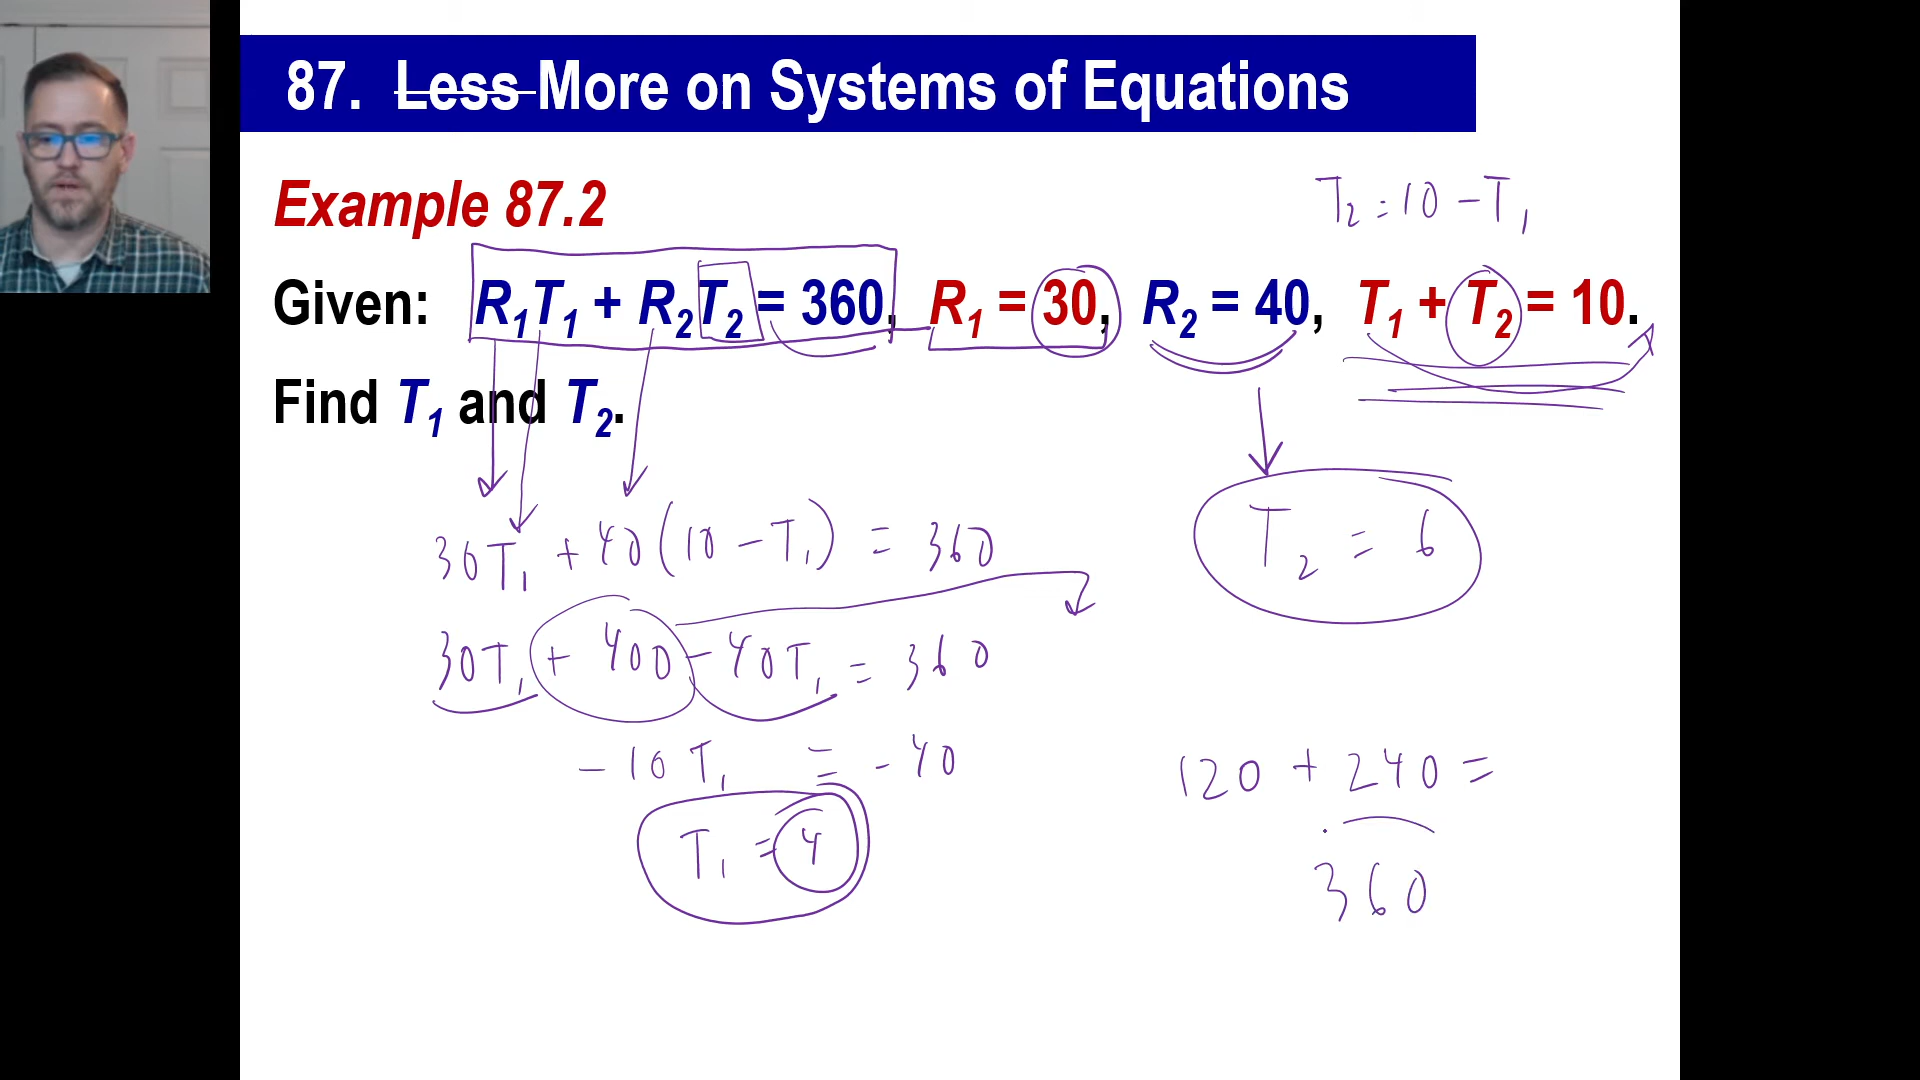 87. Less More on Systems of Equations
Example 87.2
T₂ = 10 - T₁
Given: R₁T₁ + R₂T₂ = 360, R₁ = 30, R₂ = 40, T₁ + T₂ = 10.
Find T₁ and T₂.
30T₁ + 40(10 - T₁) = 360
T₂ = 6
30T₁ + 400 - 40T₁ = 360
-10T₁ = -40
T₁ = 4
120 + 240 =
360